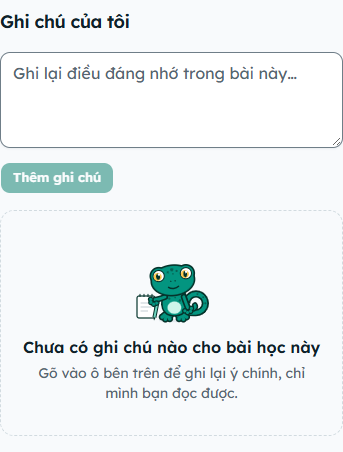 Ghi chú của tôi
Ghi lại điều đáng nhớ trong bài này...
Thêm ghi chú
Chưa có ghi chú nào cho bài học này
Gõ vào ô bên trên để ghi lại ý chính, chỉ
mình bạn đọc được.